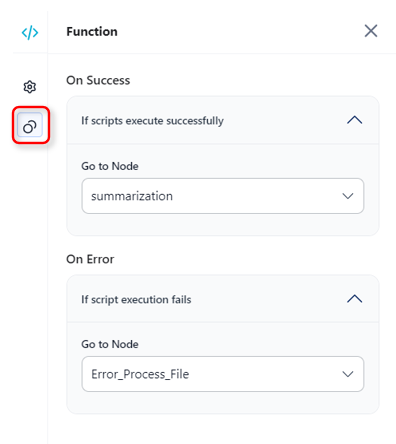 Function
On Success
If scripts execute successfully
Go to Node
summarization
On Error
If script execution fails
Go to Node
Error_Process_File